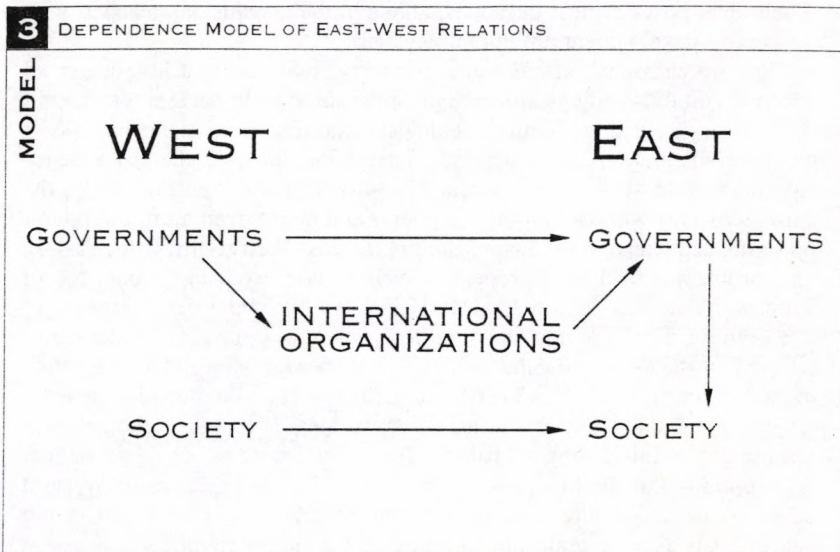 3 DEPENDENCE MODEL OF EAST-WEST RELATIONS
MODEL
WEST EAST
GOVERNMENTS GOVERNMENTS
INTERNATIONAL
ORGANIZATIONS
SOCIETY SOCIETY